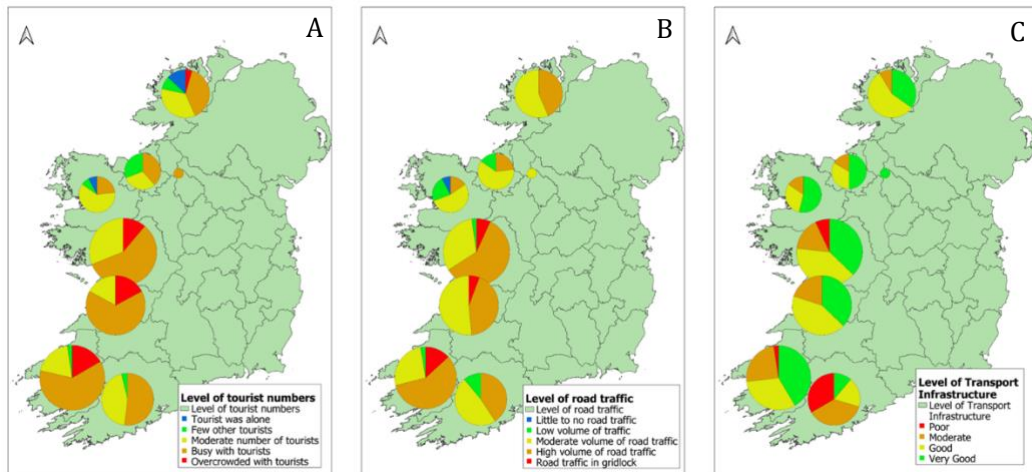 A
Level of tourist numbers
Level of tourist numbers
Tourist was alone
Few other tourists
Moderate number of tourists
Busy with tourists
Overcrowded with tourists
B
Level of road traffic
Level of road traffic
Little to no road traffic
Low volume of traffic
Moderate volume of road traffic
High volume of road traffic
Road traffic in gridlock
C
Level of Transport
Infrastructure
Level of Transport
Infrastructure
Poor
Moderate
Good
Very Good